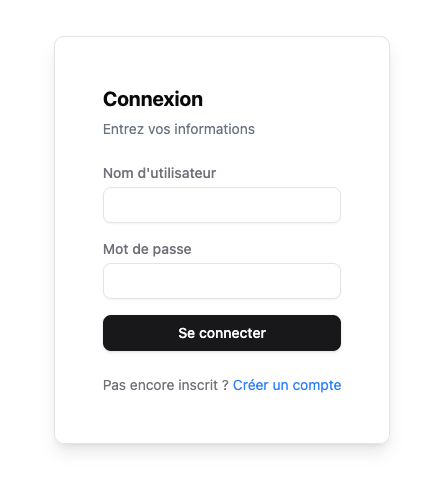 Connexion
Entrez vos informations
Nom d'utilisateur
Mot de passe
Se connecter
Pas encore inscrit ? Créer un compte